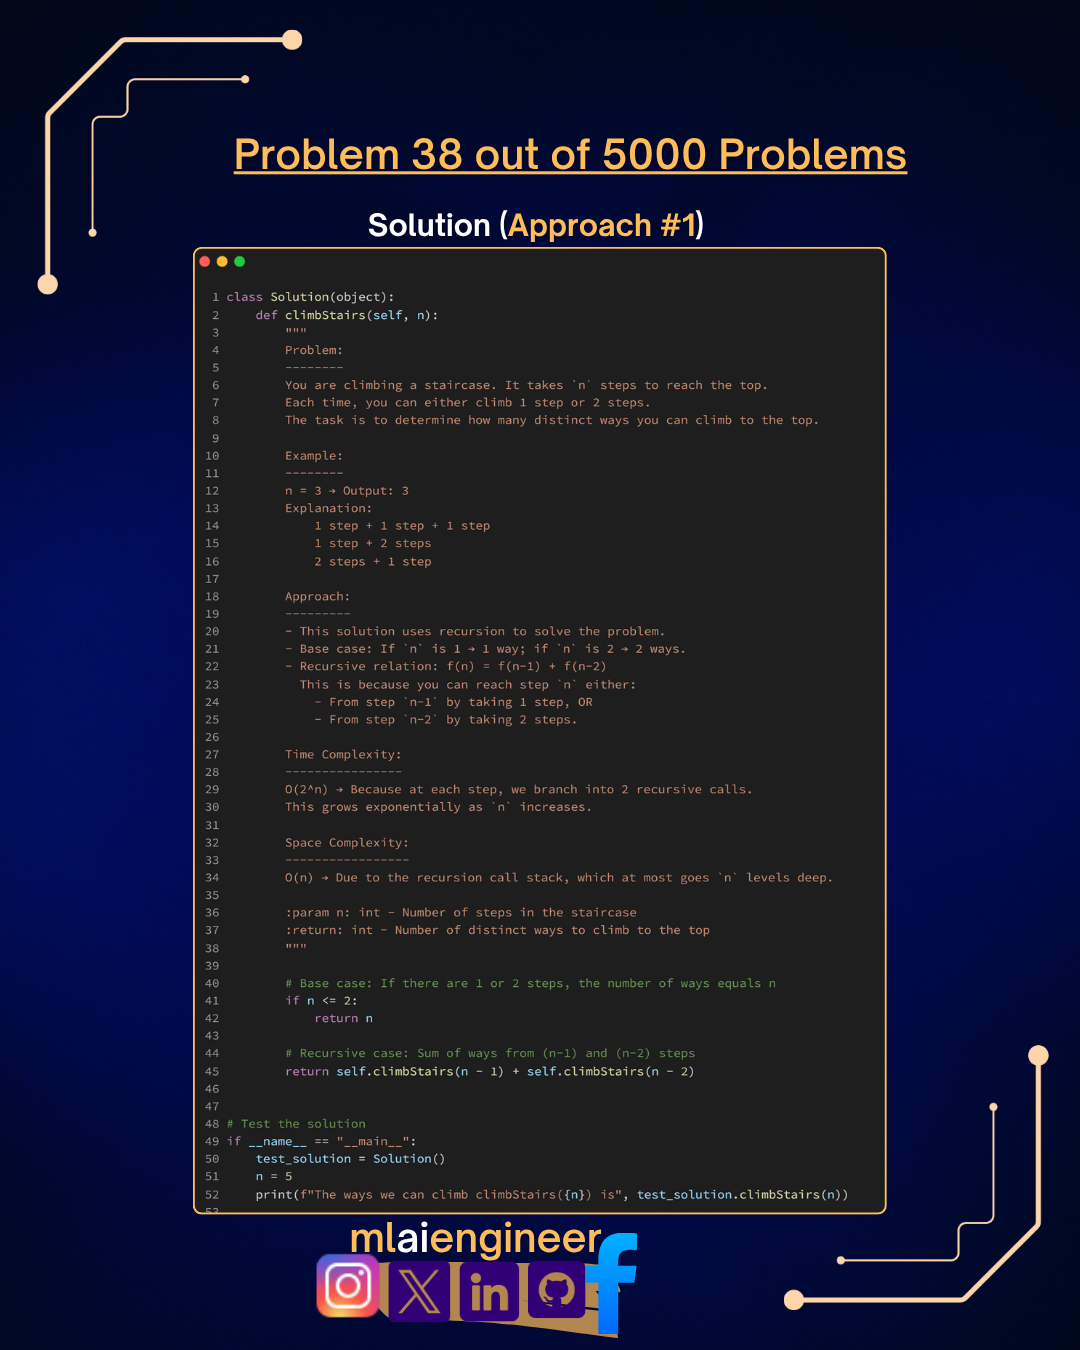 Problem 38 out of 5000 Problems
Solution (Approach #1)
1 class Solution(object):
2     def climbStairs(self, n):
3         """
4         Problem:
5         --------
6         You are climbing a staircase. It takes `n` steps to reach the top.
7         Each time, you can either climb 1 step or 2 steps.
8         The task is to determine how many distinct ways you can climb to the top.
9
10         Example:
11         --------
12         n = 3 → Output: 3
13         Explanation:
14             1 step + 1 step + 1 step
15             1 step + 2 steps
16             2 steps + 1 step
17
18         Approach:
19         ---------
20         - This solution uses recursion to solve the problem.
21         - Base case: If `n` is 1 → 1 way; if `n` is 2 → 2 ways.
22         - Recursive relation: f(n) = f(n-1) + f(n-2)
23           This is because you can reach step `n` either:
24             - From step `n-1` by taking 1 step, OR
25             - From step `n-2` by taking 2 steps.
26
27         Time Complexity:
28         ----------------
29         O(2^n) → Because at each step, we branch into 2 recursive calls.
30         This grows exponentially as `n` increases.
31
32         Space Complexity:
33         -----------------
34         O(n) → Due to the recursion call stack, which at most goes `n` levels deep.
35
36         :param n: int - Number of steps in the staircase
37         :return: int - Number of distinct ways to climb to the top
38         """
39
40         # Base case: If there are 1 or 2 steps, the number of ways equals n
41         if n <= 2:
42             return n
43
44         # Recursive case: Sum of ways from (n-1) and (n-2) steps
45         return self.climbStairs(n - 1) + self.climbStairs(n - 2)
46
47
48 # Test the solution
49 if __name__ == "__main__":
50     test_solution = Solution()
51     n = 5
52     print(f"The ways we can climb climbStairs({n}) is", test_solution.climbStairs(n))
53
mlaiengineer